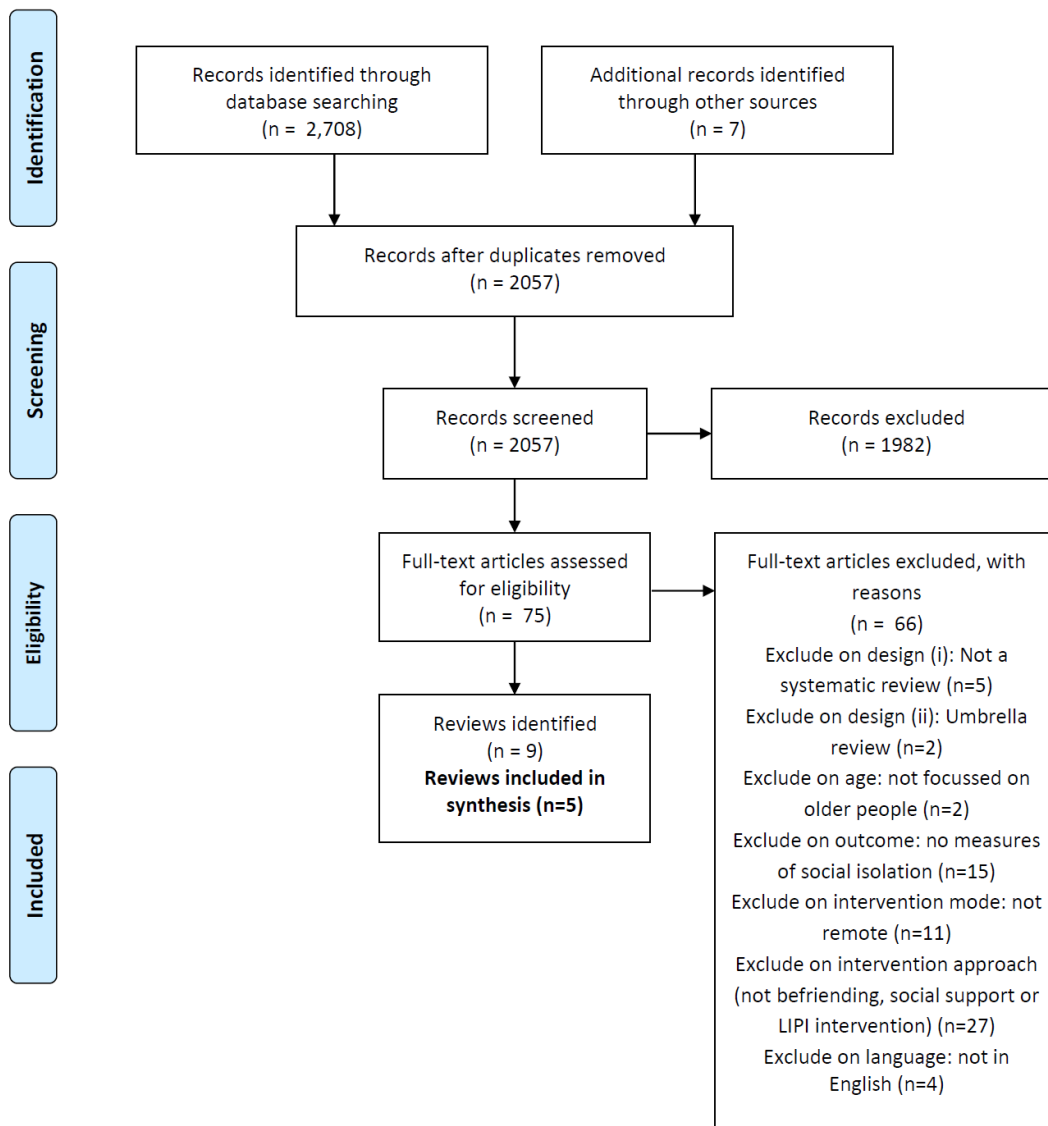 Identification
Records identified through
database searching
(n =  2,708)
Additional records identified
through other sources
(n = 7)
Records after duplicates removed
(n = 2057)
Screening
Records screened
(n = 2057)
Records excluded
(n = 1982)
Eligibility
Full-text articles assessed
for eligibility
(n =  75)
Full-text articles excluded, with
reasons
(n =  66)
Exclude on design (i): Not a
systematic review (n=5)
Exclude on design (ii): Umbrella
review (n=2)
Exclude on age: not focussed on
older people (n=2)
Exclude on outcome: no measures
of social isolation (n=15)
Exclude on intervention mode: not
remote (n=11)
Exclude on intervention approach
(not befriending, social support or
LIPI intervention) (n=27)
Exclude on language: not in
English (n=4)
Included
Reviews identified
(n = 9)
Reviews included in
synthesis (n=5)